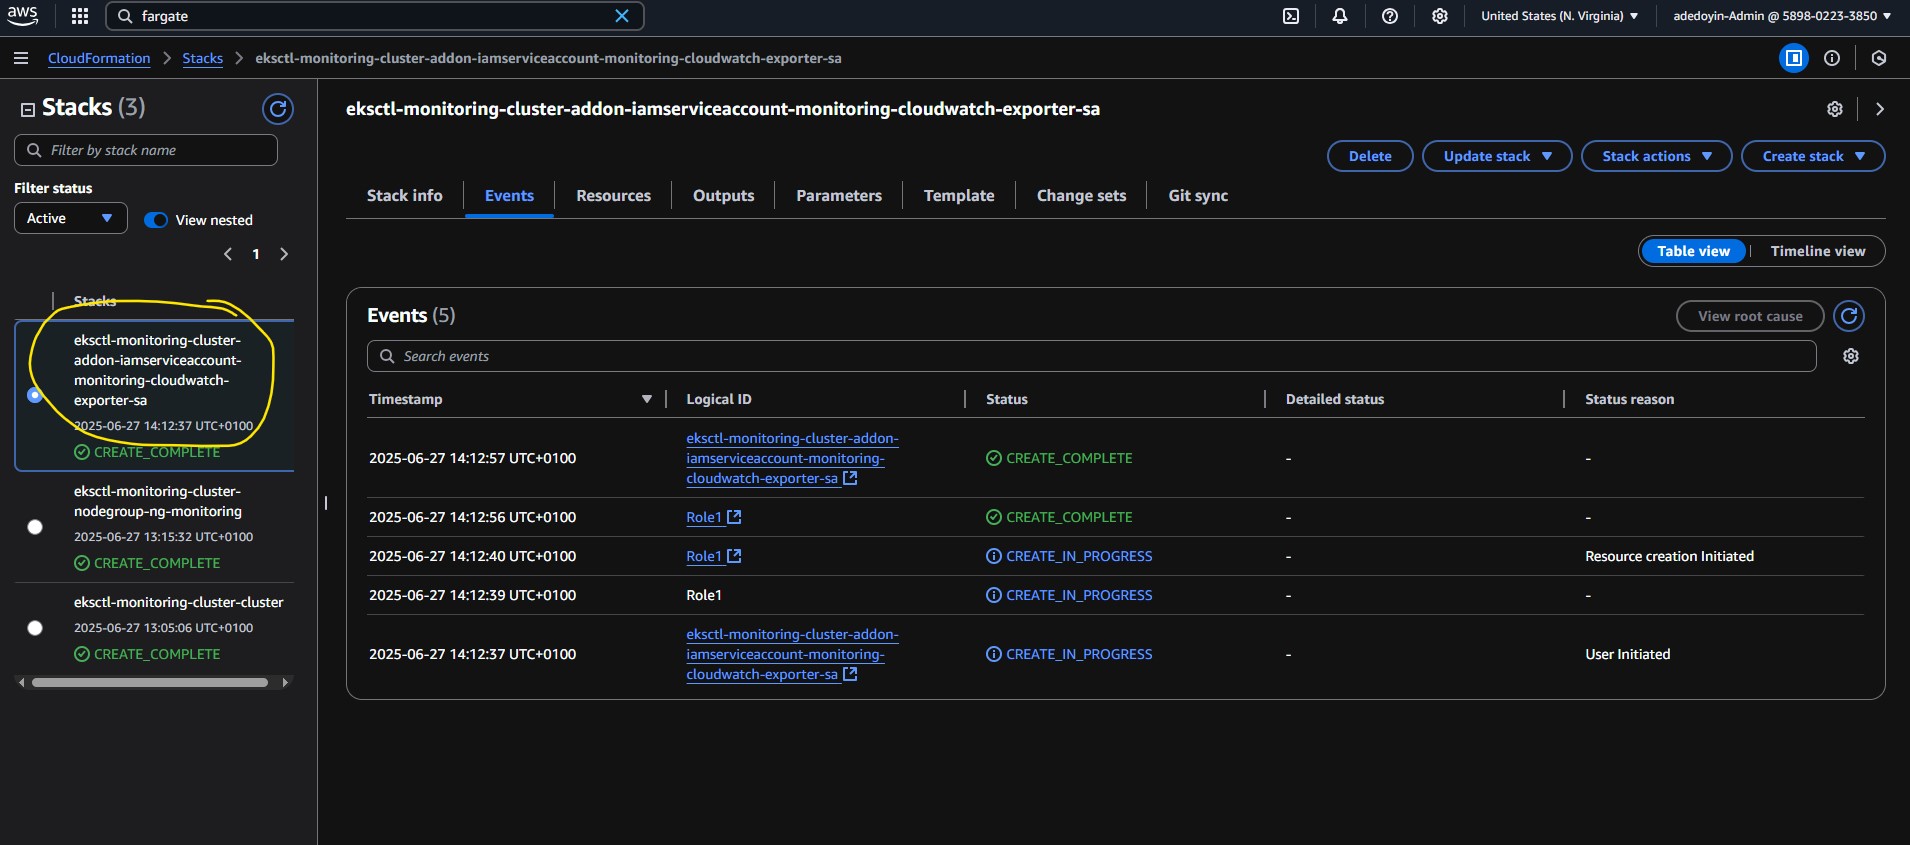 aws
fargate
United States (N. Virginia)
adedoyin-Admin @ 5898-0223-3850
CloudFormation
Stacks
eksctl-monitoring-cluster-addon-iamserviceaccount-monitoring-cloudwatch-exporter-sa
Stacks (3)
Filter by stack name
Filter status
Active
View nested
1
Stacks
eksctl-monitoring-cluster-
addon-iamserviceaccount-
monitoring-cloudwatch-
exporter-sa
2025-06-27 14:12:37 UTC+0100
CREATE_COMPLETE
eksctl-monitoring-cluster-
nodegroup-ng-monitoring
2025-06-27 13:15:32 UTC+0100
CREATE_COMPLETE
eksctl-monitoring-cluster-cluster
2025-06-27 13:05:06 UTC+0100
CREATE_COMPLETE
eksctl-monitoring-cluster-addon-iamserviceaccount-monitoring-cloudwatch-exporter-sa
Delete
Update stack
Stack actions
Create stack
Stack info
Events
Resources
Outputs
Parameters
Template
Change sets
Git sync
Table view
Timeline view
Events (5)
View root cause
Search events
Timestamp
Logical ID
Status
Detailed status
Status reason
2025-06-27 14:12:57 UTC+0100
eksctl-monitoring-cluster-addon-
iamserviceaccount-monitoring-
cloudwatch-exporter-sa
CREATE_COMPLETE
-
-
2025-06-27 14:12:56 UTC+0100
Role1
CREATE_COMPLETE
-
-
2025-06-27 14:12:40 UTC+0100
Role1
CREATE_IN_PROGRESS
-
Resource creation Initiated
2025-06-27 14:12:39 UTC+0100
Role1
CREATE_IN_PROGRESS
-
-
2025-06-27 14:12:37 UTC+0100
eksctl-monitoring-cluster-addon-
iamserviceaccount-monitoring-
cloudwatch-exporter-sa
CREATE_IN_PROGRESS
-
User Initiated